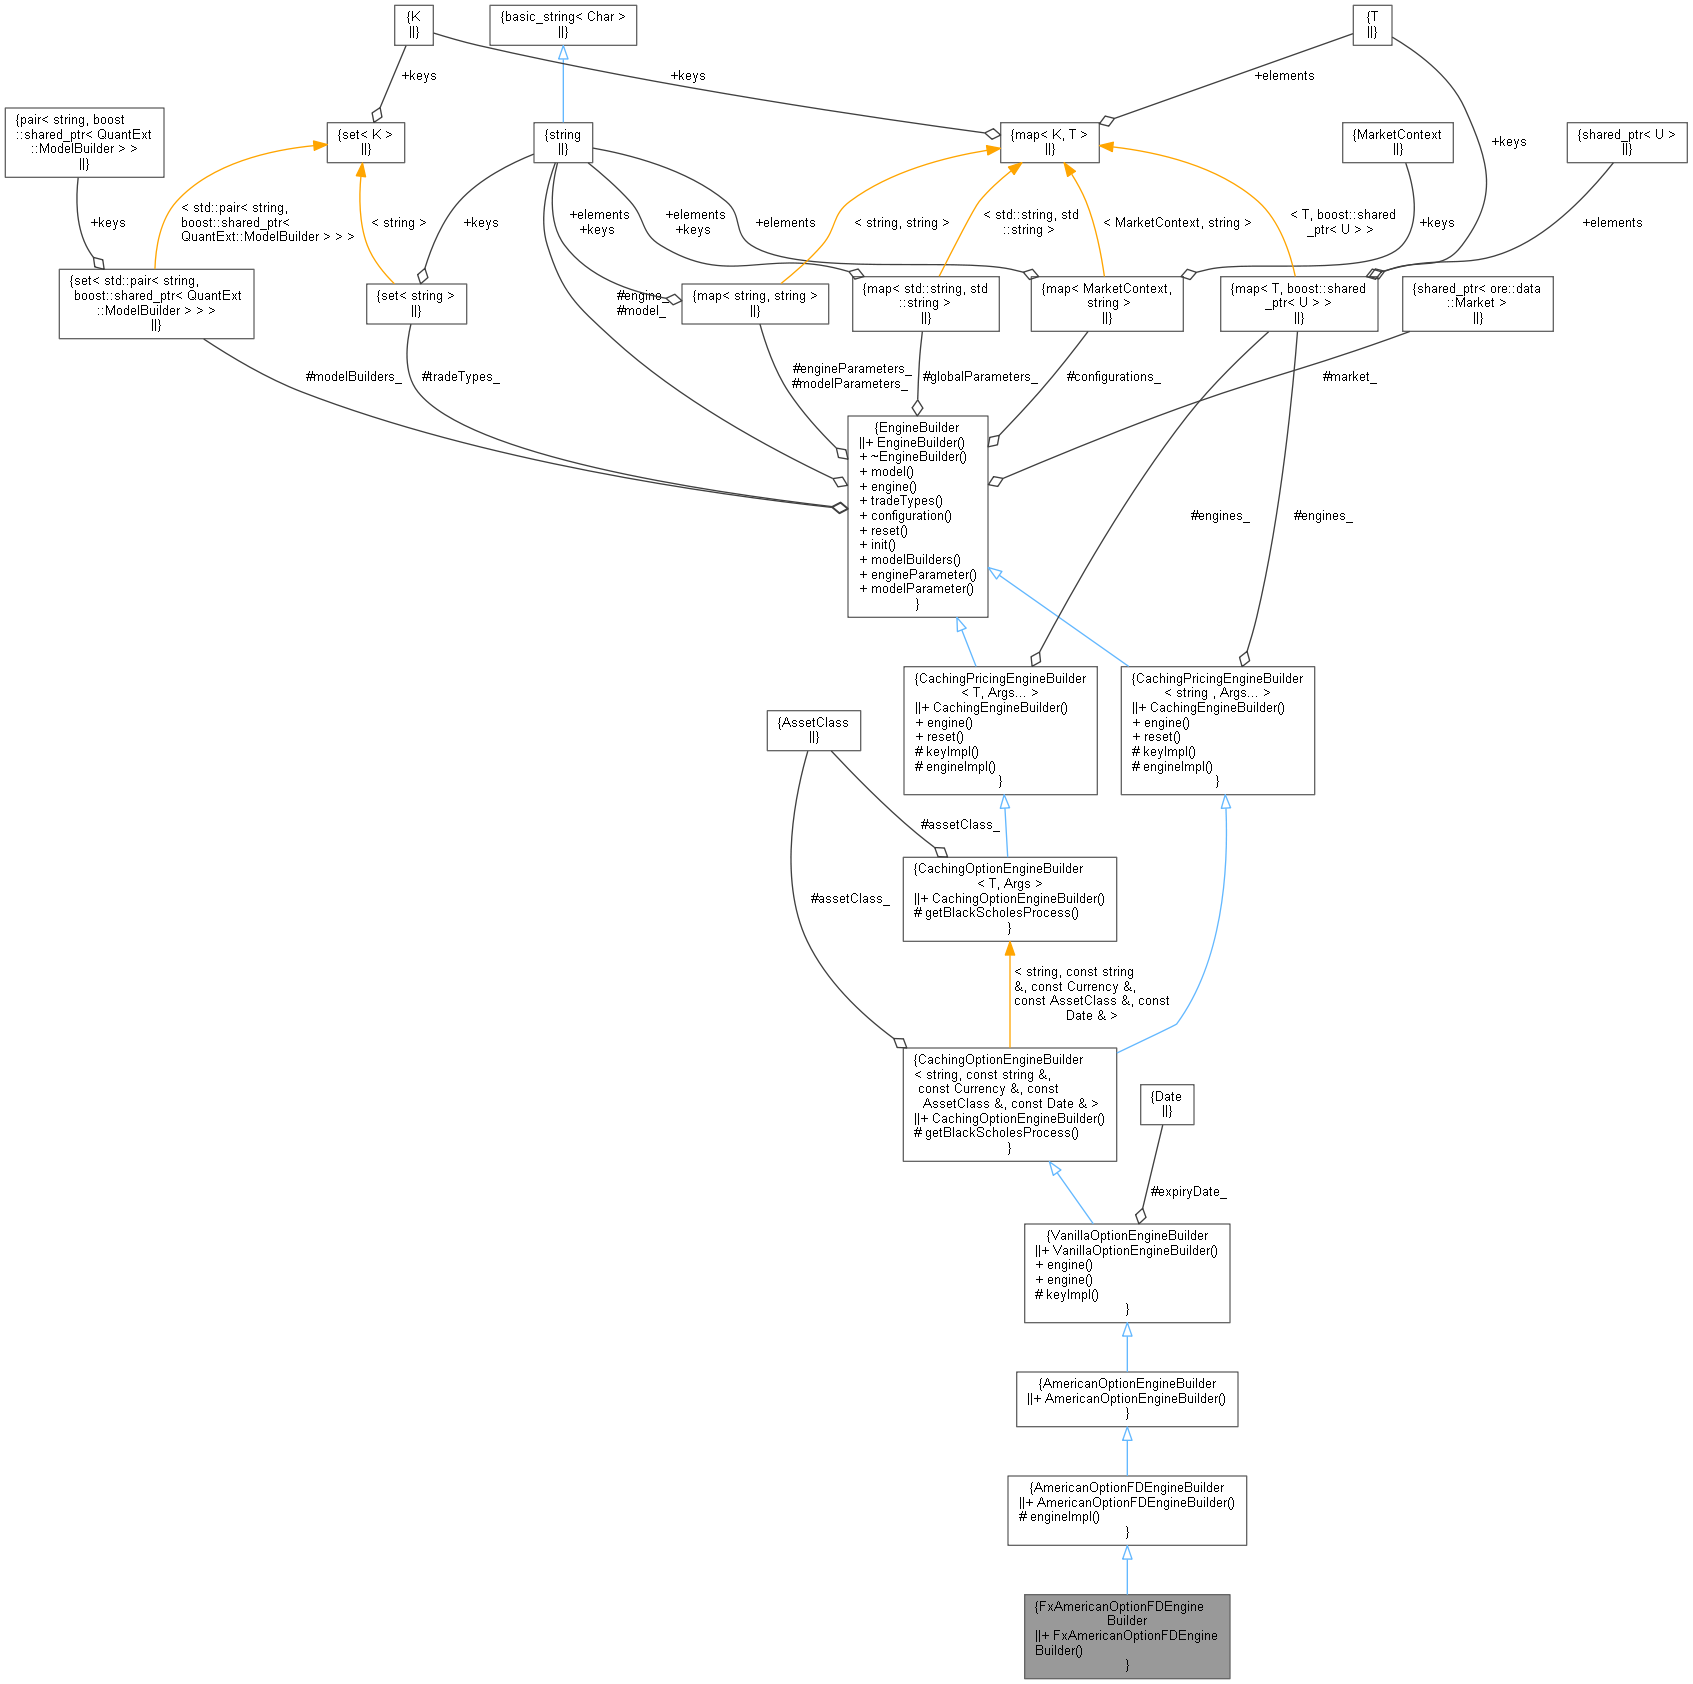 {K
||}
{basic_string< Char >
||}
{T
||}
+keys
+keys
+elements
{pair< string, boost
::shared_ptr< QuantExt
::ModelBuilder > >
||}
{set< K >
||}
{string
||}
{map< K, T >
||}
+keys
{MarketContext
||}
{shared_ptr< U >
||}
+keys
< std::pair< string,
boost::shared_ptr<
QuantExt::ModelBuilder > > >
< string >
+keys
+elements
+keys
+elements
+keys
+elements
< string, string >
< std::string, std
::string >
< MarketContext, string >
< T, boost::shared
_ptr< U > >
+keys
+elements
{set< std::pair< string,
boost::shared_ptr< QuantExt
::ModelBuilder > > >
||}
{set< string >
||}
#engine_
#model_
{map< string, string >
||}
{map< std::string, std
::string >
||}
{map< MarketContext,
string >
||}
{map< T, boost::shared
_ptr< U > >
||}
{shared_ptr< ore::data
::Market >
||}
#modelBuilders_
#tradeTypes_
#engineParameters_
#modelParameters_
#globalParameters_
#configurations_
#market_
{EngineBuilder
||+ EngineBuilder()
+ ~EngineBuilder()
+ model()
+ engine()
+ tradeTypes()
+ configuration()
+ reset()
+ init()
+ modelBuilders()
+ engineParameter()
+ modelParameter()
}
#engines_
#engines_
{CachingPricingEngineBuilder
< T, Args... >
||+ CachingEngineBuilder()
+ engine()
+ reset()
# keyImpl()
# engineImpl()
}
{CachingPricingEngineBuilder
< string , Args... >
||+ CachingEngineBuilder()
+ engine()
+ reset()
# keyImpl()
# engineImpl()
}
{AssetClass
||}
#assetClass_
#assetClass_
{CachingOptionEngineBuilder
< T, Args >
||+ CachingOptionEngineBuilder()
# getBlackScholesProcess()
}
< string, const string
&, const Currency &,
const AssetClass &, const
Date & >
{CachingOptionEngineBuilder
< string, const string &,
const Currency &, const
AssetClass &, const Date & >
||+ CachingOptionEngineBuilder()
# getBlackScholesProcess()
}
{Date
||}
#expiryDate_
{VanillaOptionEngineBuilder
||+ VanillaOptionEngineBuilder()
+ engine()
+ engine()
# keyImpl()
}
{AmericanOptionEngineBuilder
||+ AmericanOptionEngineBuilder()
}
{AmericanOptionFDEngineBuilder
||+ AmericanOptionFDEngineBuilder()
# engineImpl()
}
{FxAmericanOptionFDEngine
Builder
||+ FxAmericanOptionFDEngine
Builder()
}